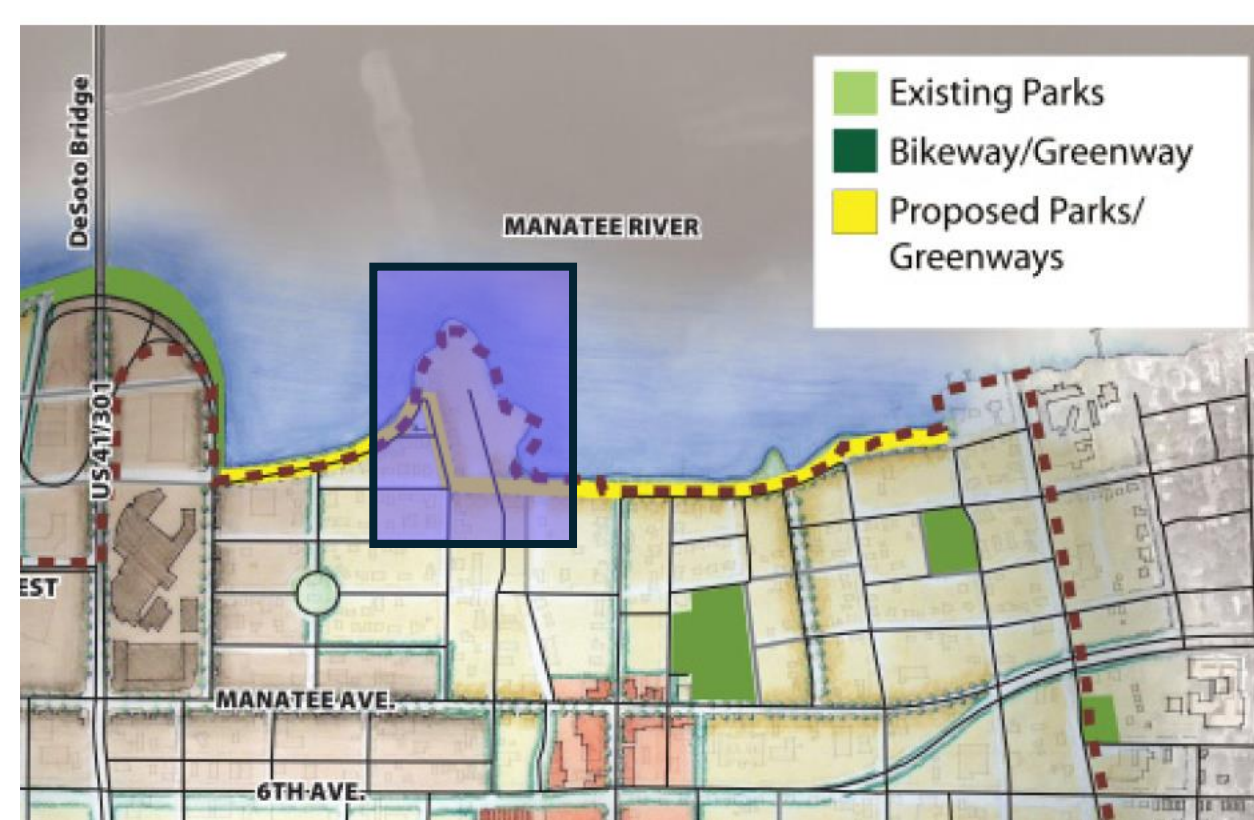 Existing Parks
Bikeway/Greenway
Proposed Parks/
Greenways
DeSoto Bridge
MANATEE RIVER
US 41/301
EST
MANATEE AVE.
6TH AVE.